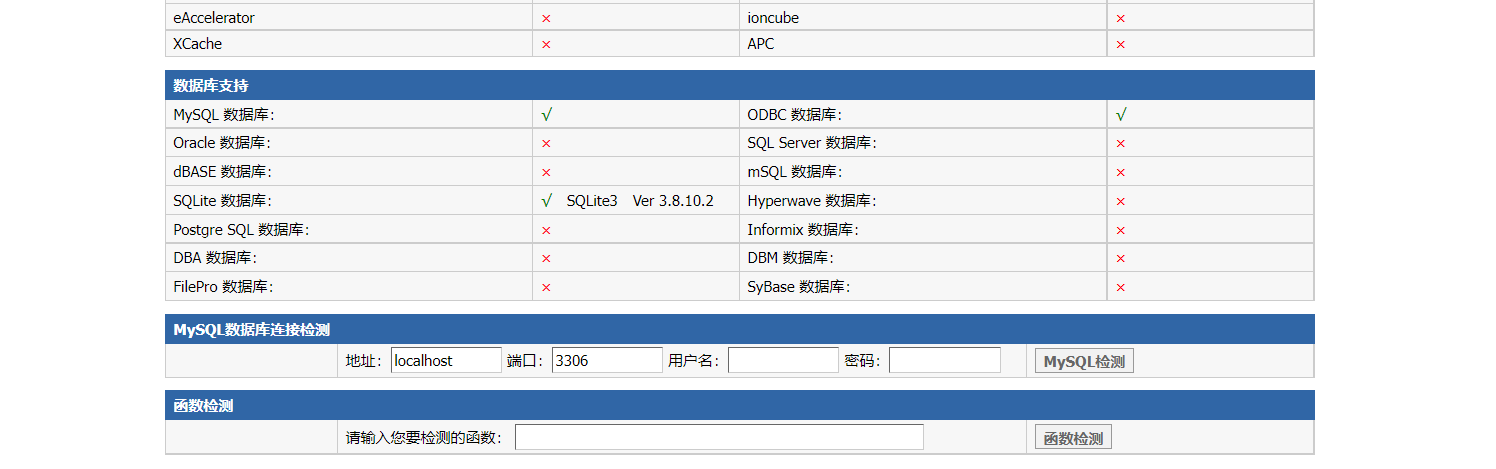 eAccelerator × ioncube ×
XCache × APC ×
数据库支持
MySQL 数据库： √ ODBC 数据库： √
Oracle 数据库： × SQL Server 数据库： ×
dBASE 数据库： × mSQL 数据库： ×
SQLite 数据库： √ SQLite3 Ver 3.8.10.2 Hyperwave 数据库： ×
Postgre SQL 数据库： × Informix 数据库： ×
DBA 数据库： × DBM 数据库： ×
FilePro 数据库： × SyBase 数据库： ×
MySQL数据库连接检测
地址： localhost 端口： 3306 用户名： 密码： MySQL检测
函数检测
请输入您要检测的函数： 函数检测